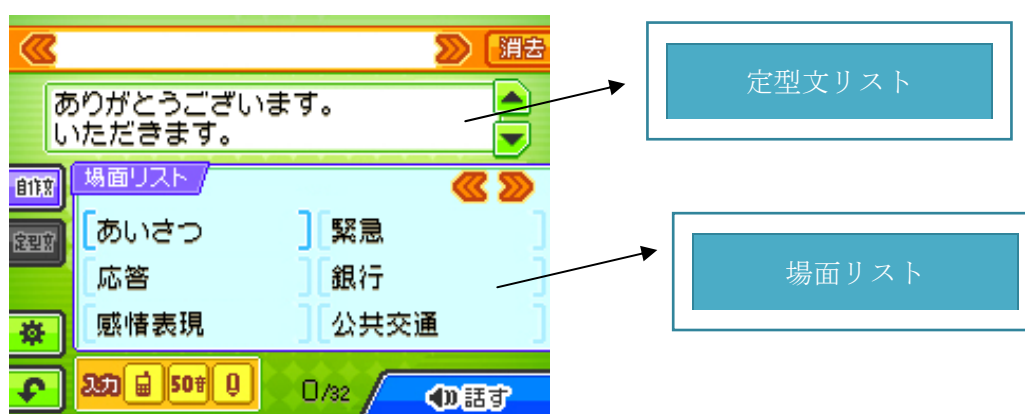 消去
ありがとうございます。
いただきます。
定型文リスト
自作文
場面リスト
定型文
あいさつ
緊急
応答
銀行
感情表現
公共交通
場面リスト
入力
50音
0/32
話す